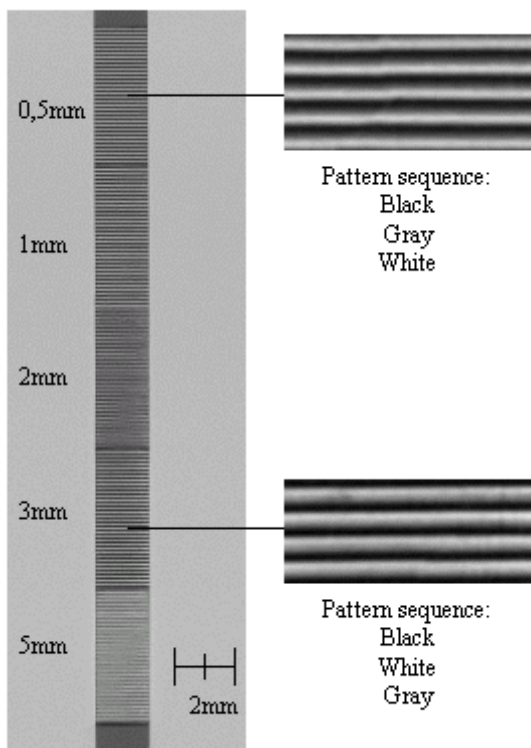 0,5mm
Pattern sequence:
Black
Gray
White
1mm
2mm
3mm
Pattern sequence:
Black
White
Gray
5mm
2mm